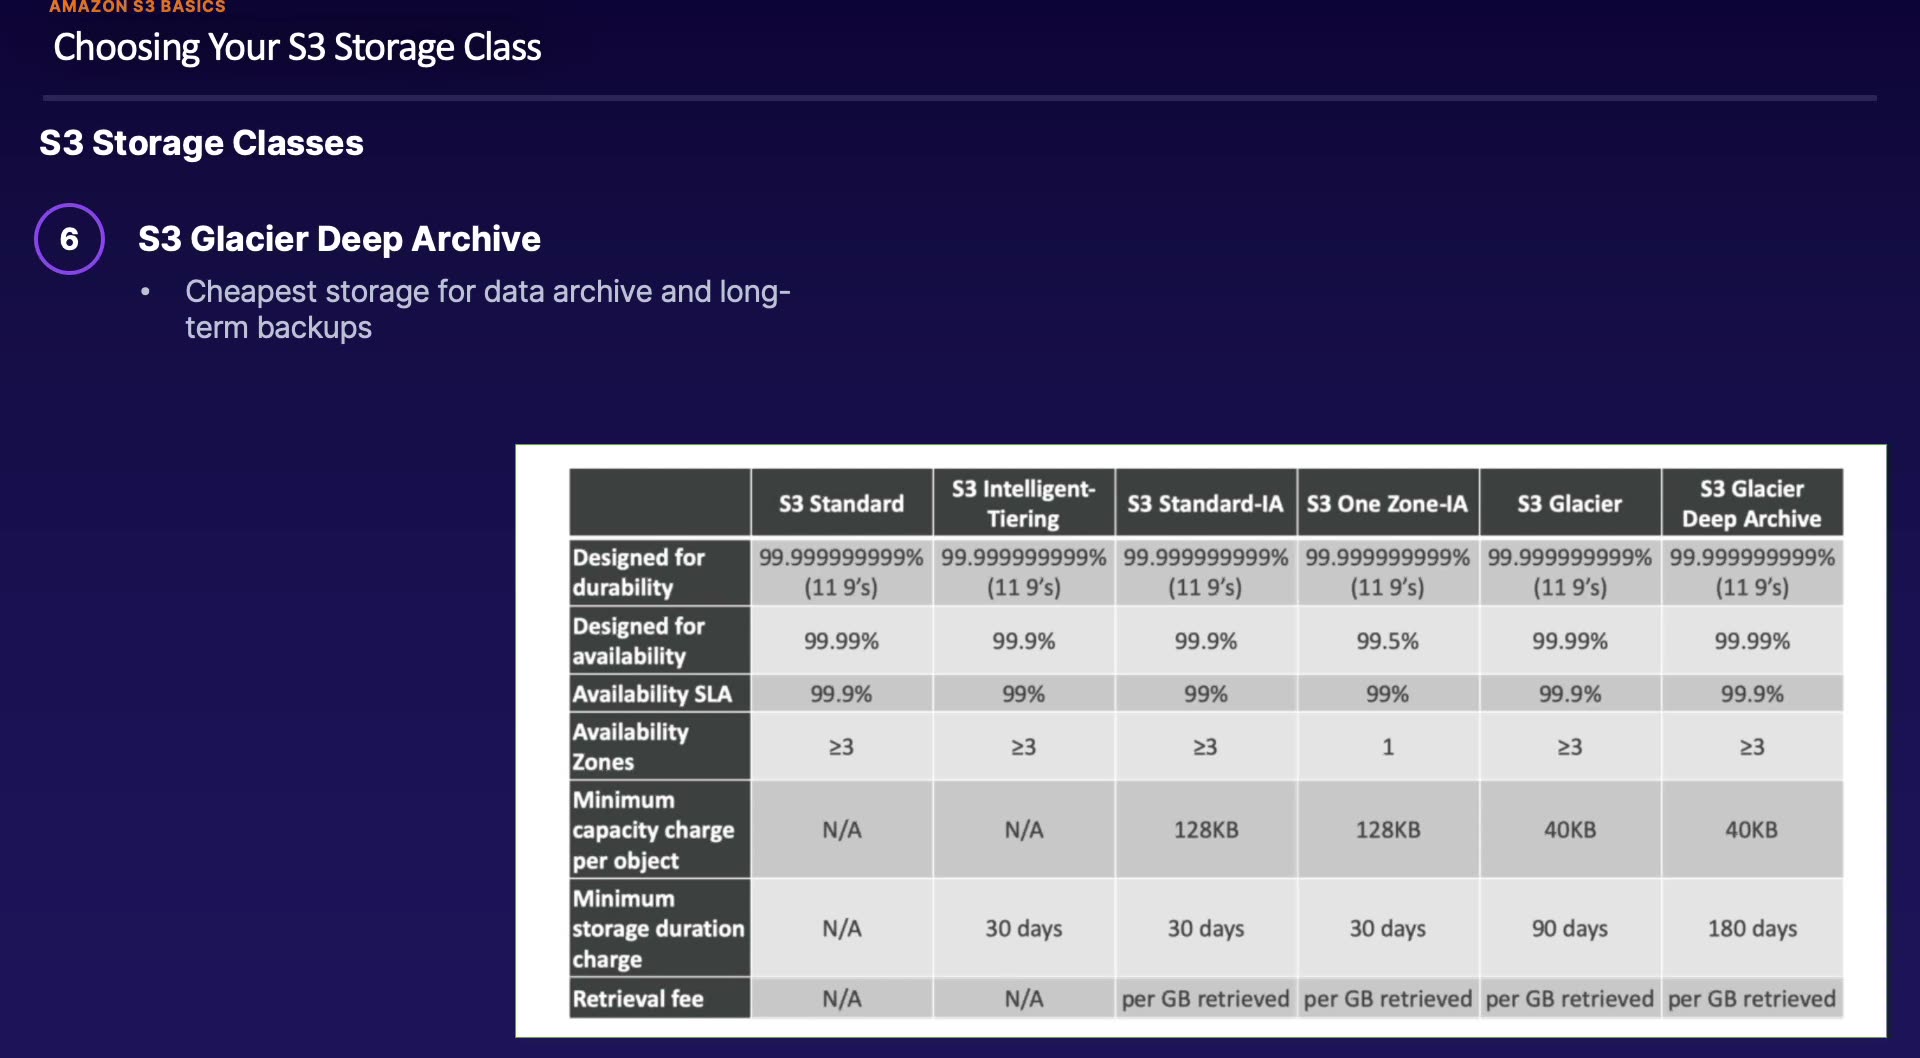 AMAZON S3 BASICS
Choosing Your S3 Storage Class
S3 Storage Classes
6
S3 Glacier Deep Archive
• Cheapest storage for data archive and long-
term backups
S3 Standard
S3 Intelligent-
Tiering
S3 Standard-IA
S3 One Zone-IA
S3 Glacier
S3 Glacier
Deep Archive
Designed for
durability
99.999999999%
(11 9’s)
99.999999999%
(11 9’s)
99.999999999%
(11 9’s)
99.999999999%
(11 9’s)
99.999999999%
(11 9’s)
99.999999999%
(11 9’s)
Designed for
availability
99.99%
99.9%
99.9%
99.5%
99.99%
99.99%
Availability SLA
99.9%
99%
99%
99%
99.9%
99.9%
Availability
Zones
≥3
≥3
≥3
1
≥3
≥3
Minimum
capacity charge
per object
N/A
N/A
128KB
128KB
40KB
40KB
Minimum
storage duration
charge
N/A
30 days
30 days
30 days
90 days
180 days
Retrieval fee
N/A
N/A
per GB retrieved
per GB retrieved
per GB retrieved
per GB retrieved